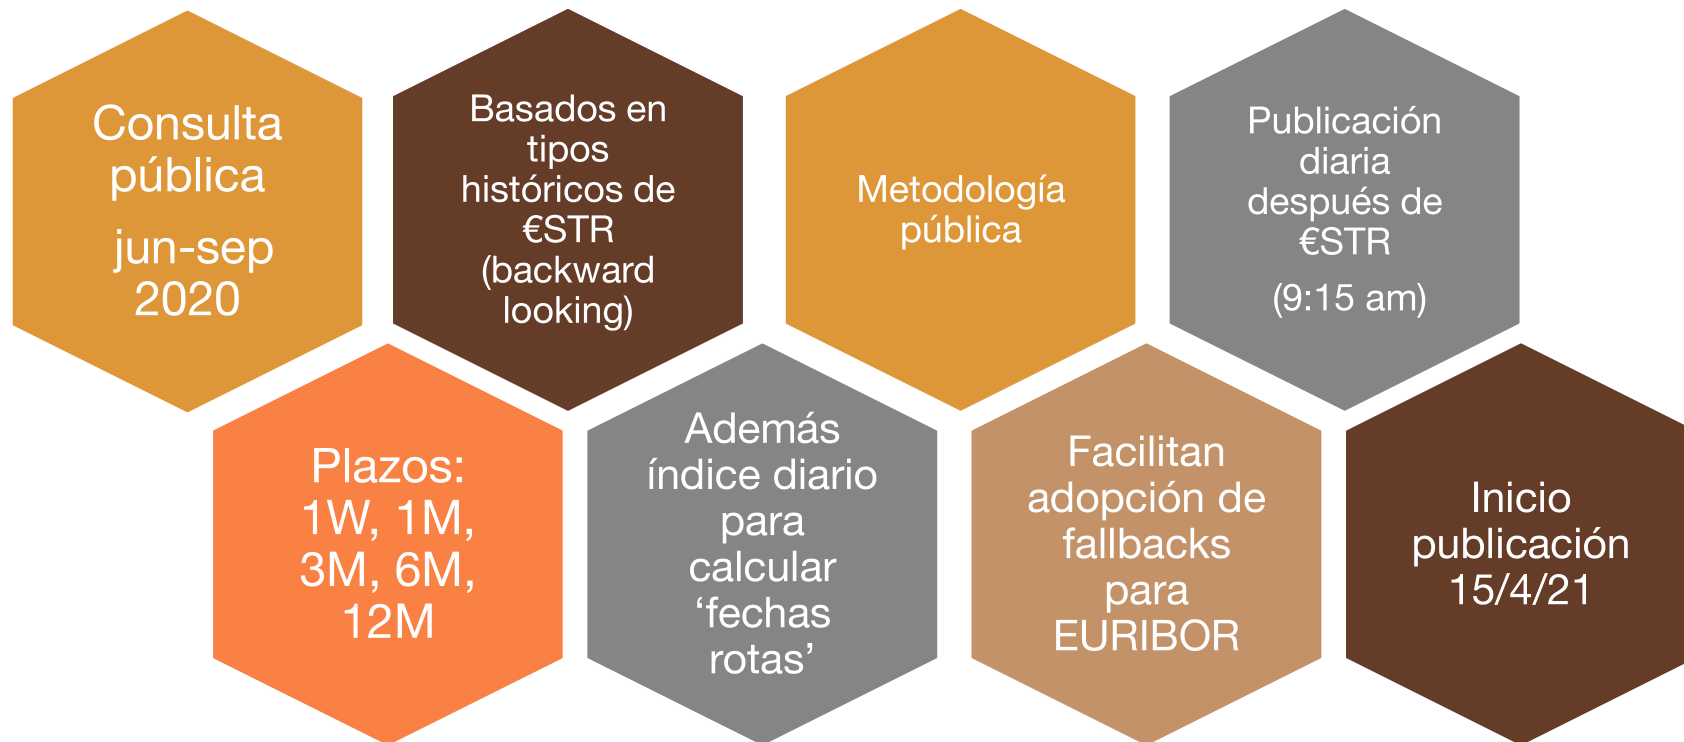 Consulta
pública
jun-sep
2020
Basados en
tipos
históricos de
€STR
(backward
looking)
Metodología
pública
Publicación
diaria
después de
€STR
(9:15 am)
Plazos:
1W, 1M,
3M, 6M,
12M
Además
índice diario
para
calcular
‘fechas
rotas’
Facilitan
adopción de
fallbacks
para
EURIBOR
Inicio
publicación
15/4/21